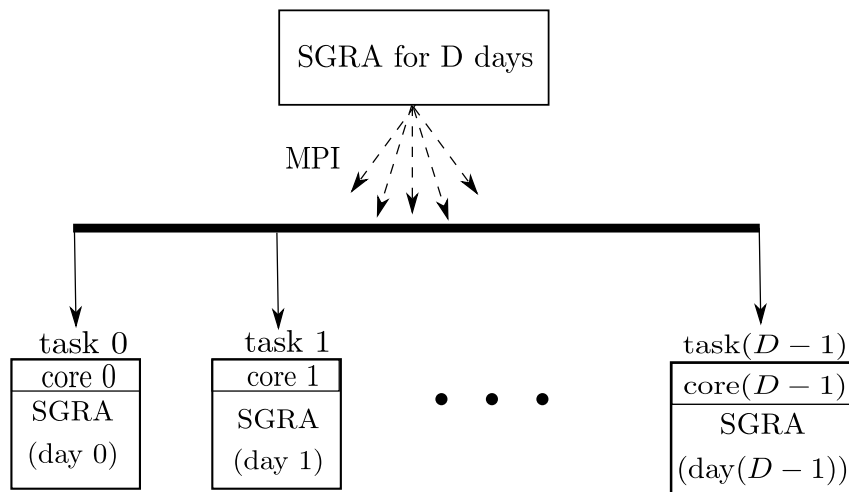 SGRA for D days
MPI
task 0
core 0
SGRA
(day 0)
task 1
core 1
SGRA
(day 1)
task(D − 1)
core(D − 1)
SGRA
(day(D − 1))